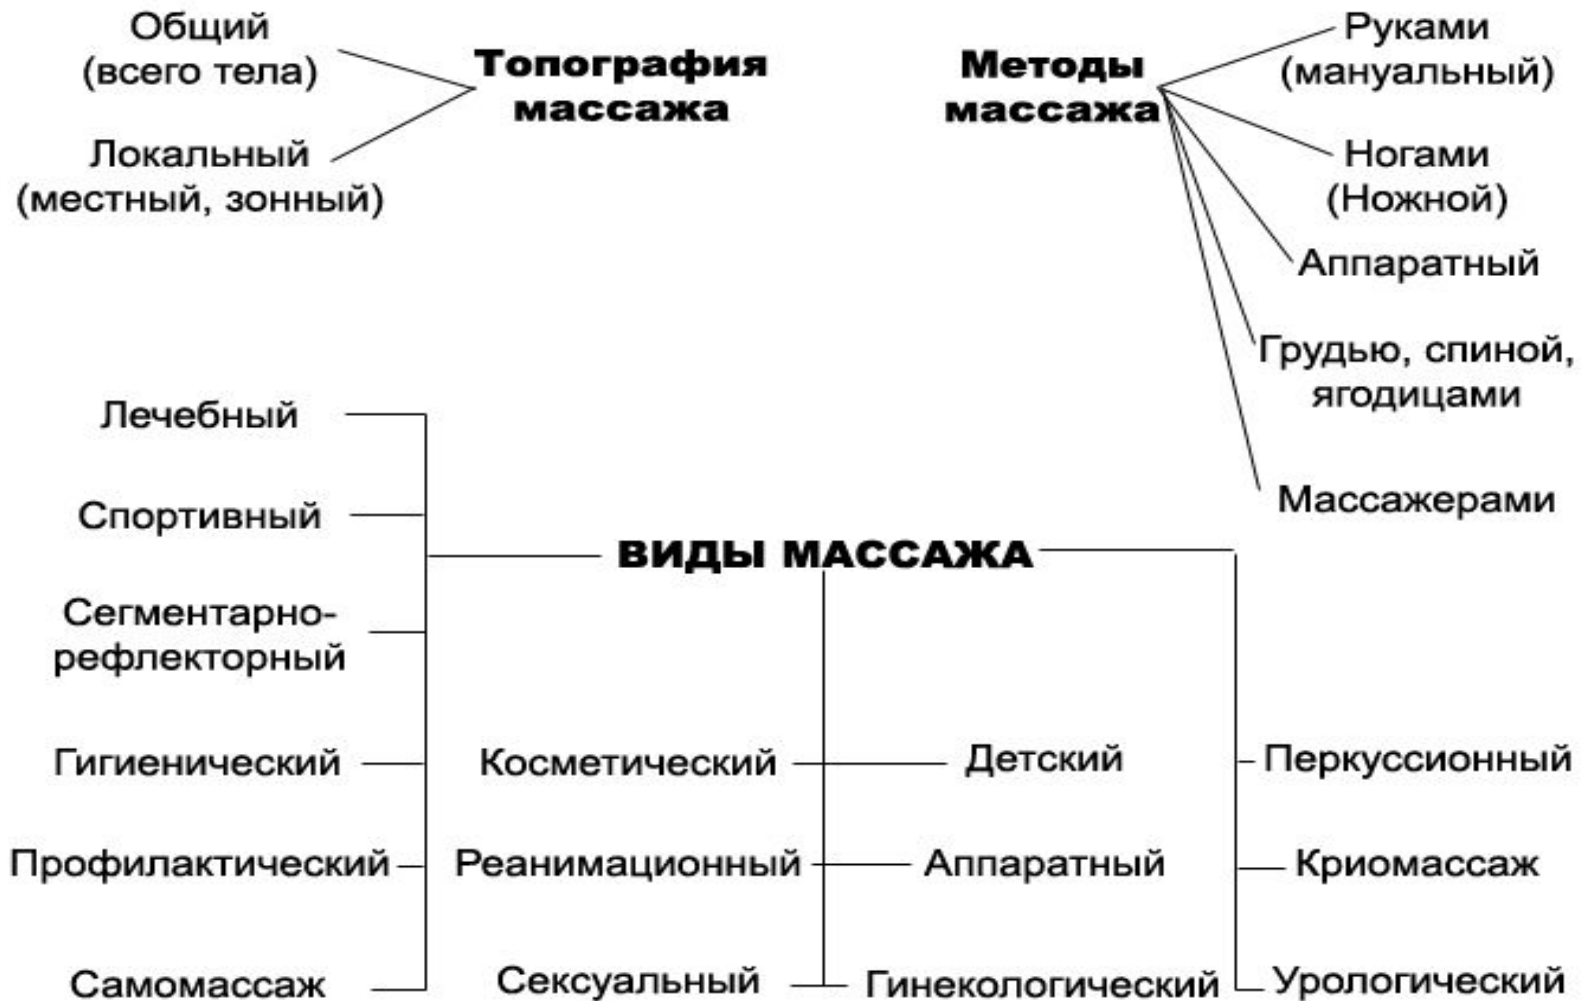 Общий
(всего тела)
Локальный
(местный, зонный)
Топография
массажа
Методы
массажа
Руками
(мануальный)
Ногами
(Ножной)
Аппаратный
Грудью, спиной,
ягодицами
Массажерами
ВИДЫ МАССАЖА
Лечебный
Спортивный
Сегментарно-
рефлекторный
Гигиенический
Профилактический
Самомассаж
Косметический
Реанимационный
Сексуальный
Детский
Аппаратный
Гинекологический
Перкуссионный
Криомассаж
Урологический